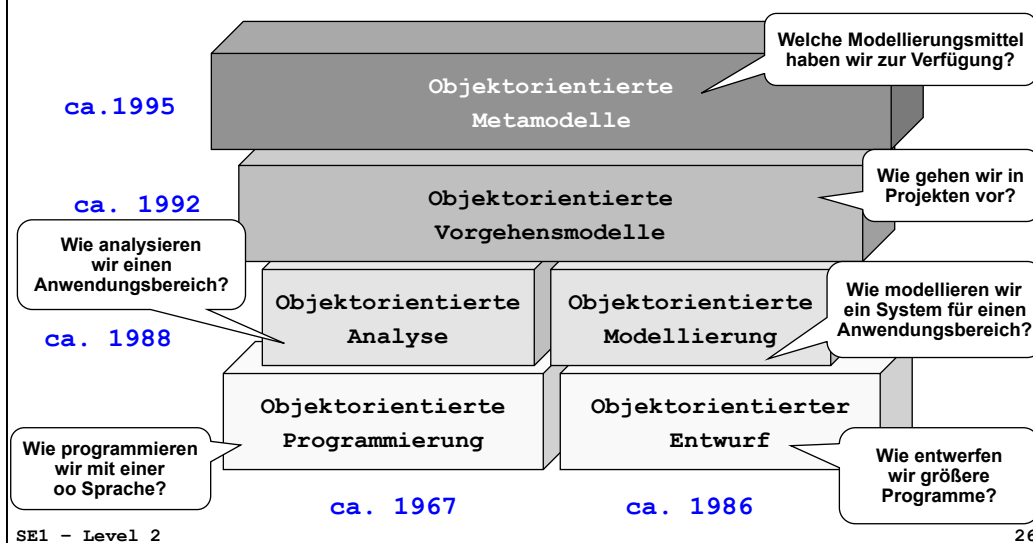 Welche Modellierungsmittel
haben wir zur Verfügung?
Objektorientierte
Metamodelle
ca.1995
Wie gehen wir in
Projekten vor?
ca. 1992
Objektorientierte
Vorgehensmodelle
Wie analysieren
wir einen
Anwendungsbereich?
Objektorientierte
Analyse
Objektorientierte
Modellierung
Wie modellieren wir
ein System für einen
Anwendungsbereich?
ca. 1988
Objektorientierte
Programmierung
Objektorientierter
Entwurf
Wie programmieren
wir mit einer
oo Sprache?
Wie entwerfen
wir größere
Programme?
ca. 1967
ca. 1986
SE1 – Level 2
26